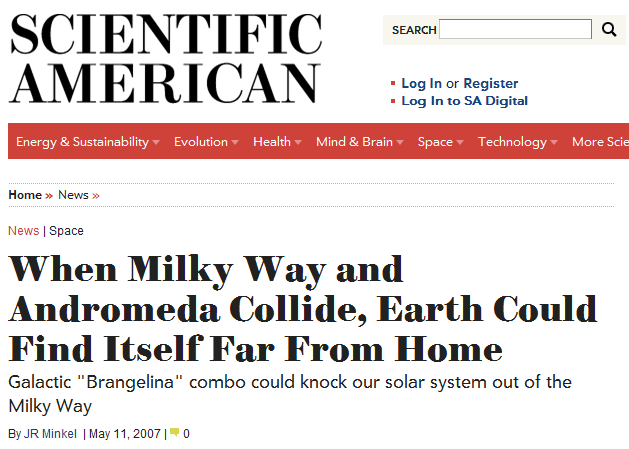 SCIENTIFIC
AMERICAN
SEARCH
Log In or Register
Log In to SA Digital
Energy & Sustainability Evolution Health Mind & Brain Space Technology More Scie
Home » News »
News | Space
When Milky Way and
Andromeda Collide, Earth Could
Find Itself Far From Home
Galactic "Brangelina" combo could knock our solar system out of the
Milky Way
By JR Minkel | May 11, 2007 | 0